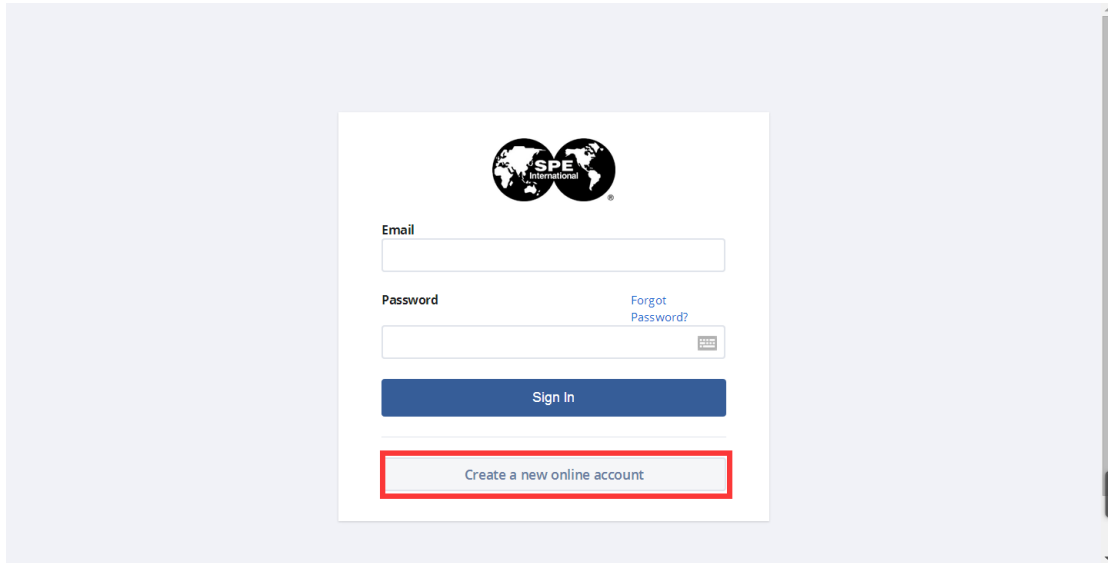 SPE
International
®
Email
Password
Forgot
Password?
Sign In
Create a new online account